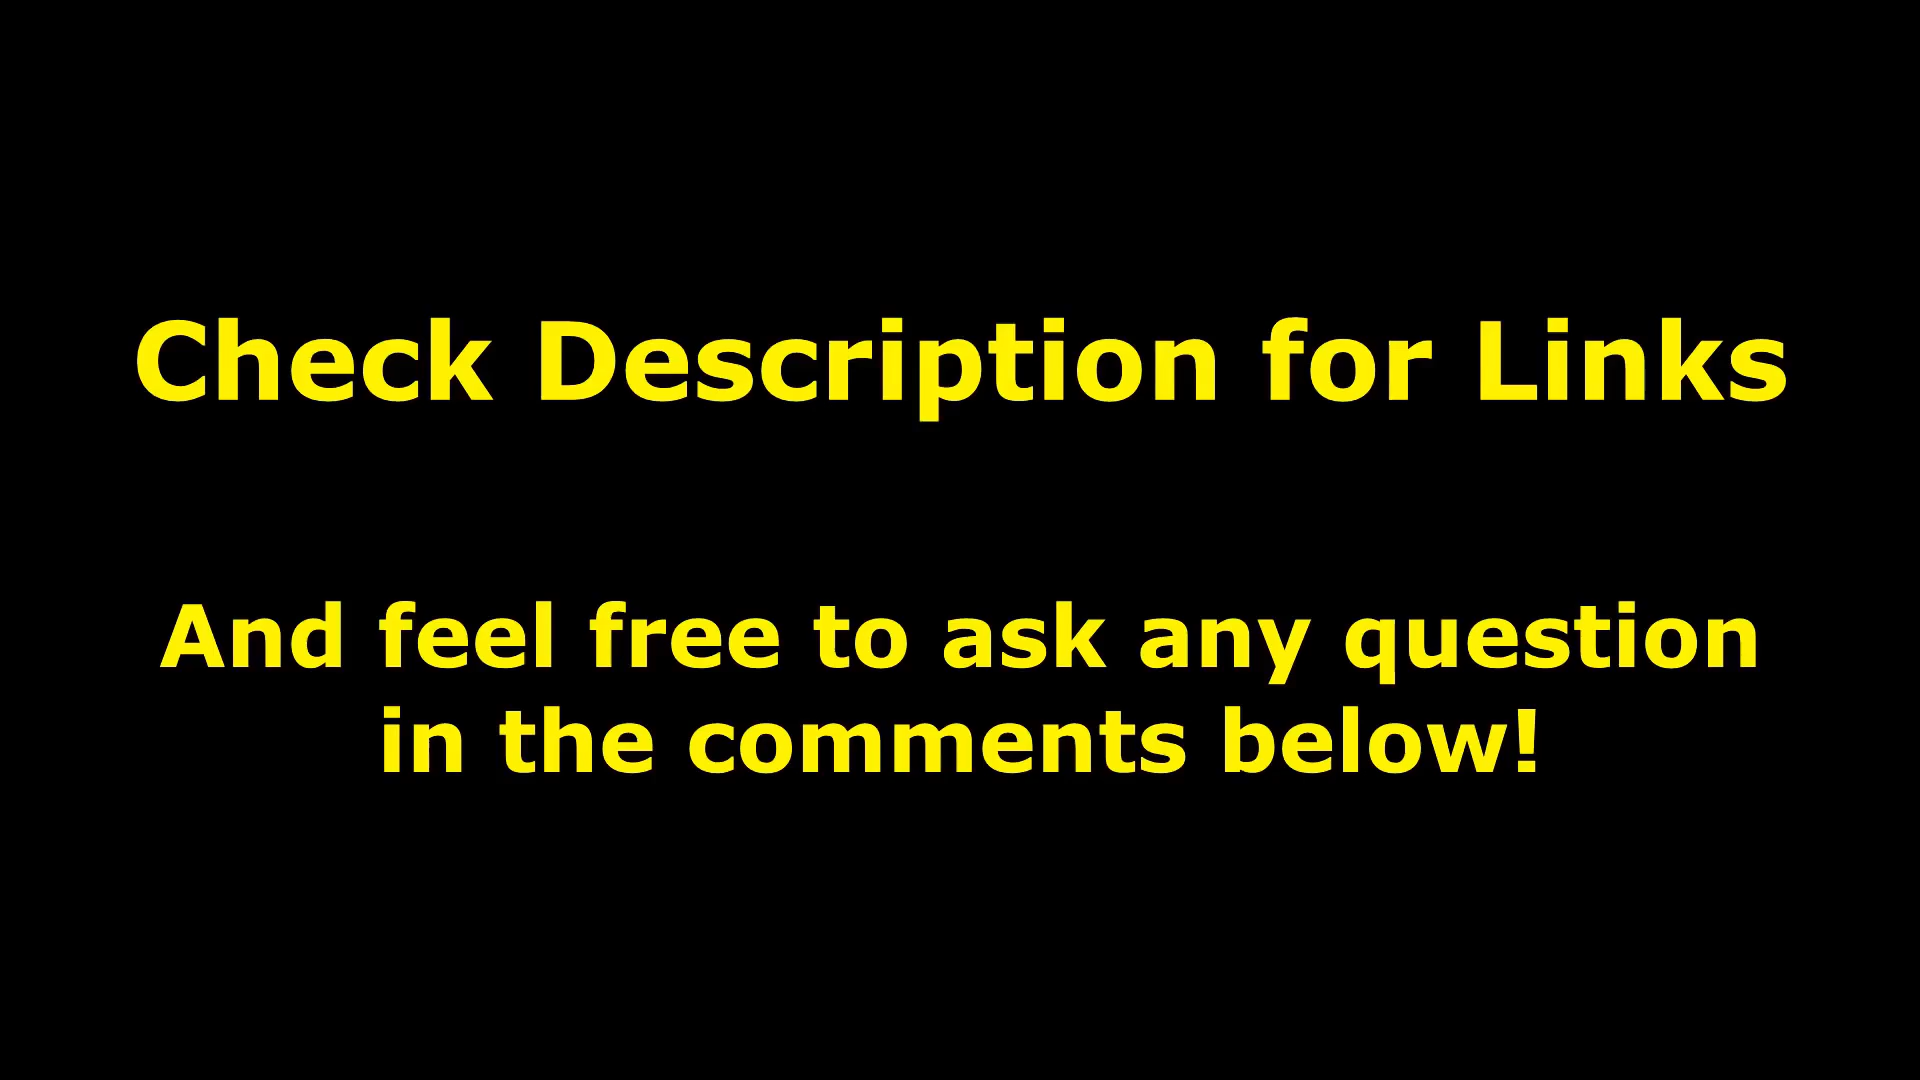 Check Description for Links
And feel free to ask any question
in the comments below!